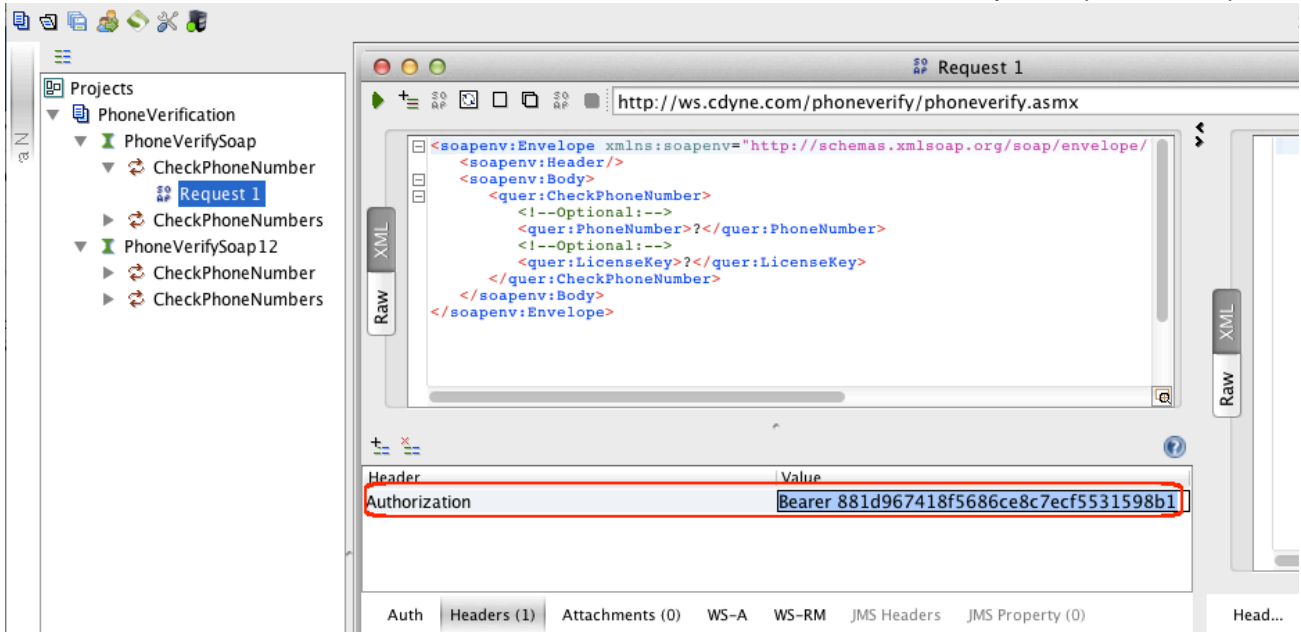 Projects
PhoneVerification
PhoneVerifySoap
CheckPhoneNumber
Request 1
CheckPhoneNumbers
PhoneVerifySoap12
CheckPhoneNumber
CheckPhoneNumbers
Request 1
http://ws.cdyne.com/phoneverify/phoneverify.asmx
XML
Raw
<soapenv:Envelope xmlns:soapenv="http://schemas.xmlsoap.org/soap/envelope/
<soapenv:Header/>
<soapenv:Body>
<quer:CheckPhoneNumber>
<!--Optional:-->
<quer:PhoneNumber>?</quer:PhoneNumber>
<!--Optional:-->
<quer:LicenseKey>?</quer:LicenseKey>
</quer:CheckPhoneNumber>
</soapenv:Body>
</soapenv:Envelope>
XML
Raw
Header Value
Authorization Bearer 881d967418f5686ce8c7ecf5531598b1
Auth Headers (1) Attachments (0) WS-A WS-RM JMS Headers JMS Property (0)
Head...